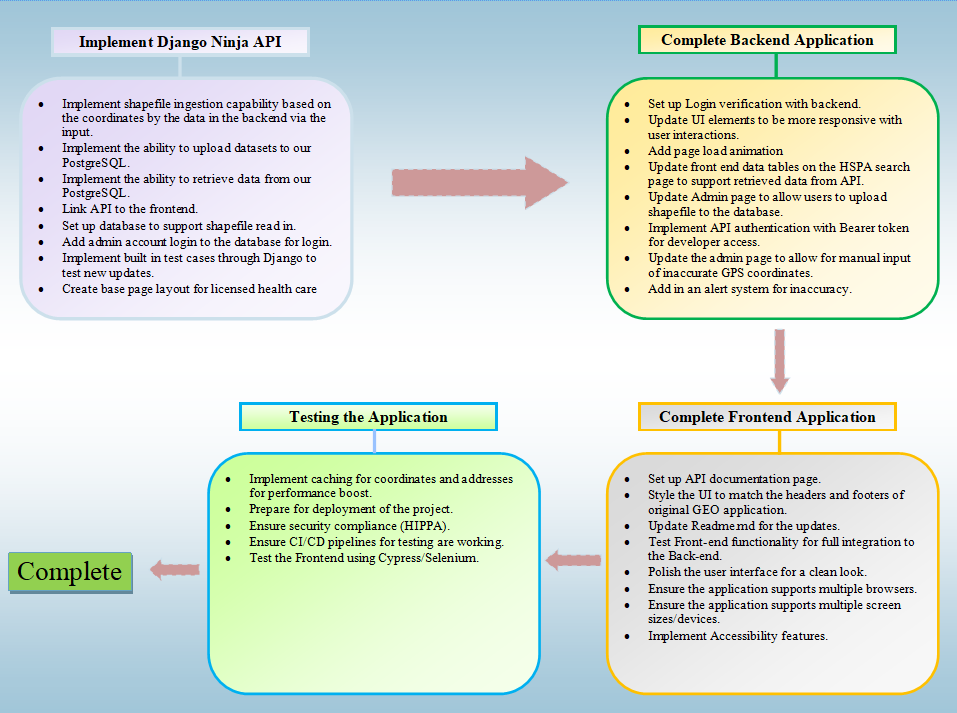 Implement Django Ninja API
• Implement shapefile ingestion capability based on
the coordinates by the data in the backend via the
input.
• Implement the ability to upload datasets to our
PostgreSQL.
• Implement the ability to retrieve data from our
PostgreSQL.
• Link API to the frontend.
• Set up database to support shapefile read in.
• Add admin account login to the database for login.
• Implement built in test cases through Django to
test new updates.
• Create base page layout for licensed health care
Complete Backend Application
• Set up Login verification with backend.
• Update UI elements to be more responsive with
user interactions.
• Add page load animation
• Update front end data tables on the HSPA search
page to support retrieved data from API.
• Update Admin page to allow users to upload
shapefile to the database.
• Implement API authentication with Bearer token
for developer access.
• Update the admin page to allow for manual input
of inaccurate GPS coordinates.
• Add in an alert system for inaccuracy.
Complete Frontend Application
• Set up API documentation page.
• Style the UI to match the headers and footers of
original GEO application.
• Update Readme.md for the updates.
• Test Front-end functionality for full integration to
the Back-end.
• Polish the user interface for a clean look.
• Ensure the application supports multiple browsers.
• Ensure the application supports multiple screen
sizes/devices.
• Implement Accessibility features.
Testing the Application
• Implement caching for coordinates and addresses
for performance boost.
• Prepare for deployment of the project.
• Ensure security compliance (HIPPA).
• Ensure CI/CD pipelines for testing are working.
• Test the Frontend using Cypress/Selenium.
Complete